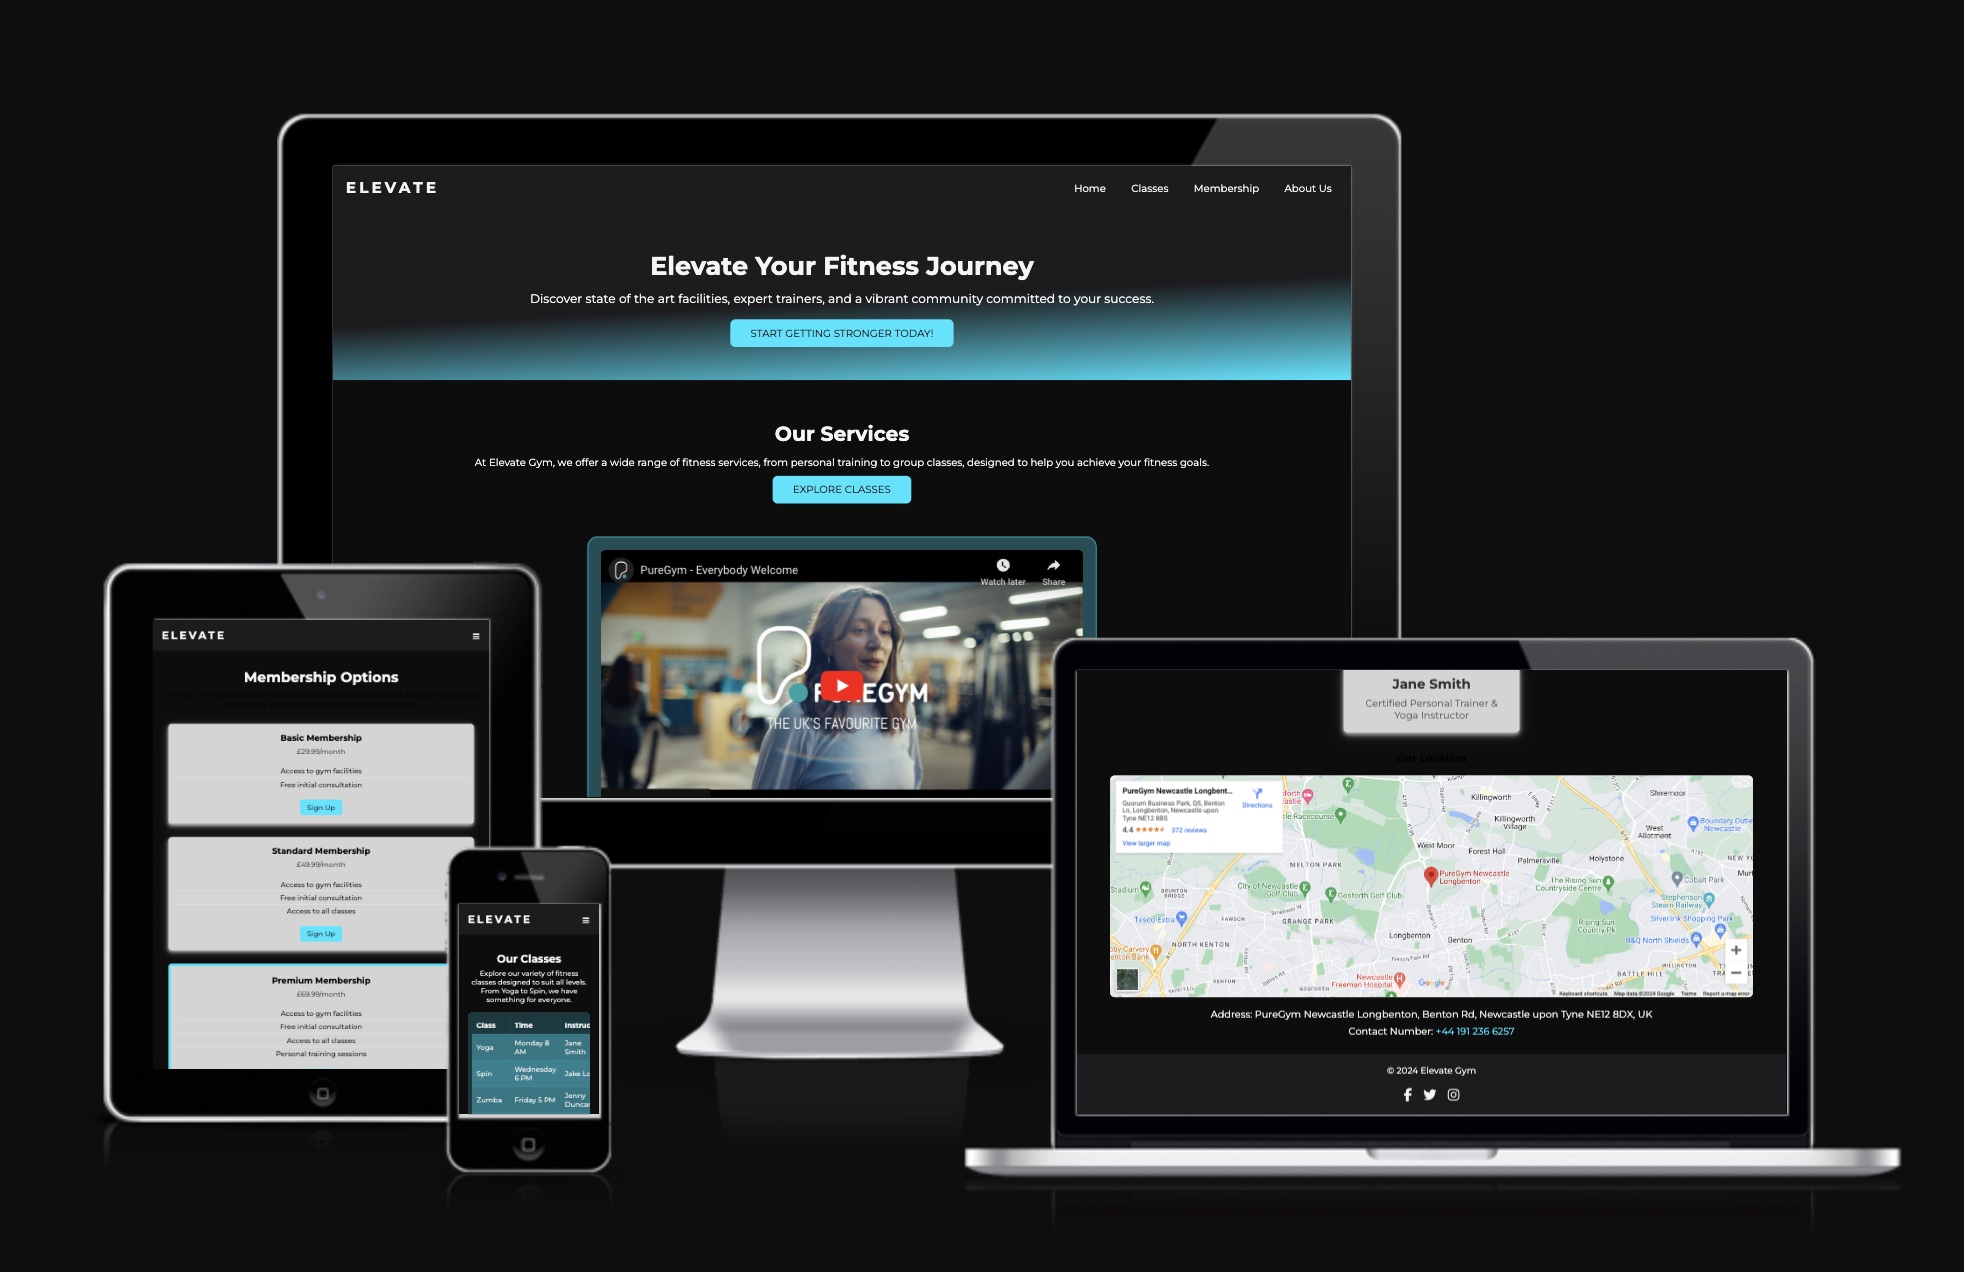 ELEVATE
Home Classes Membership About Us
Elevate Your Fitness Journey
Discover state of the art facilities, expert trainers, and a vibrant community committed to your success.
START GETTING STRONGER TODAY!
Our Services
At Elevate Gym, we offer a wide range of fitness services, from personal training to group classes, designed to help you achieve your fitness goals.
EXPLORE CLASSES
PureGym - Everybody Welcome
Watch later Share
PUREGYM
THE UK'S FAVOURITE GYM
ELEVATE
Membership Options
Basic Membership
£29.99/month
Access to gym facilities
Free initial consultation
Sign Up
Standard Membership
£49.99/month
Access to gym facilities
Free initial consultation
Access to all classes
Sign Up
Premium Membership
£69.99/month
Access to gym facilities
Free initial consultation
Access to all classes
Personal training sessions
ELEVATE
Our Classes
Explore our variety of fitness
classes designed to suit all levels.
From Yoga to Spin, we have
something for everyone.
Class Time Instruc
Yoga Monday 8 AM Jane Smith
Spin Wednesday 6 PM Jake Lo
Zumba Friday 5 PM Jenny Duncan
Jane Smith
Certified Personal Trainer &
Yoga Instructor
Our Location
PureGym Newcastle Longbent...
Quorum Business Park, Q5, Benton
Ln, Longbenton, Newcastle upon
Tyne NE12 8BS
4.4 372 reviews
View larger map
Directions
Killingworth
Shiremoor
Killingworth
Village
Boundary Outle
Newcastle
West
Allotment
West Moor
Forest Hall
Palmersville
Holystone
MELTON PARK
PureGym Newcastle
Longbenton
The Rising Sun
Countryside Centre
Cobalt Park
Stadium
BRUNTON
BRIDGE
City of Newcastle
Golf Club
Gosforth Golf Club
Stephenson
Steam Railway
Tesco Extra
FAWDON
GRANGE PARK
Rising Sun
Country Pk
Silverlink Shopping Park
NORTH KENTON
Longbenton
Benton
B&Q North Shields
KENTON
GOSFORTH
Newcastle
Freeman Hospital
BATTLE HILL
WILLINGTON
Google
Keyboard shortcuts Map data ©2024 Google Terms Report a map error
Address: PureGym Newcastle Longbenton, Benton Rd, Newcastle upon Tyne NE12 8DX, UK
Contact Number: +44 191 236 6257
© 2024 Elevate Gym